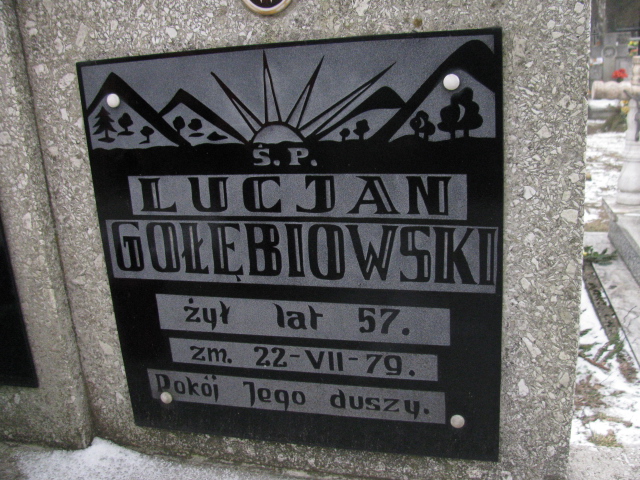 Ś.P.
LUCJAN
GOŁĘBIOWSKI
żył lat 57.
zm. 22-VII-79.
Pokój Jego duszy.